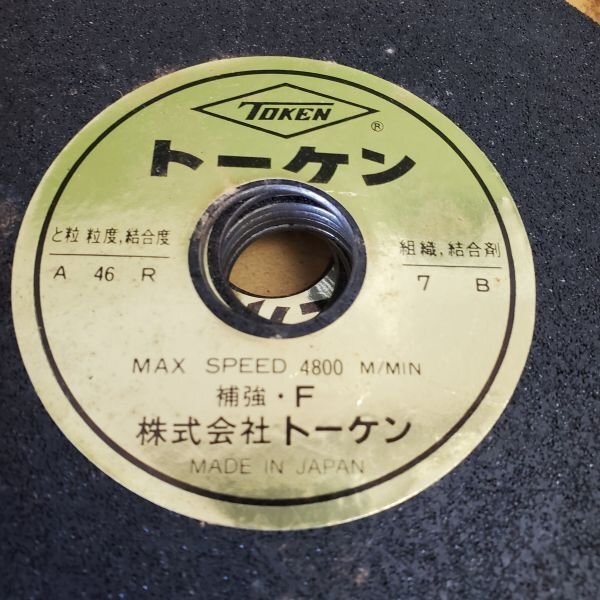 TOKEN
®
トーケン
と粒 粒度,結合度
A 46 R
組織,結合剤
7 B
MAX SPEED 4800 M/MIN
補強・F
株式会社トーケン
MADE IN JAPAN